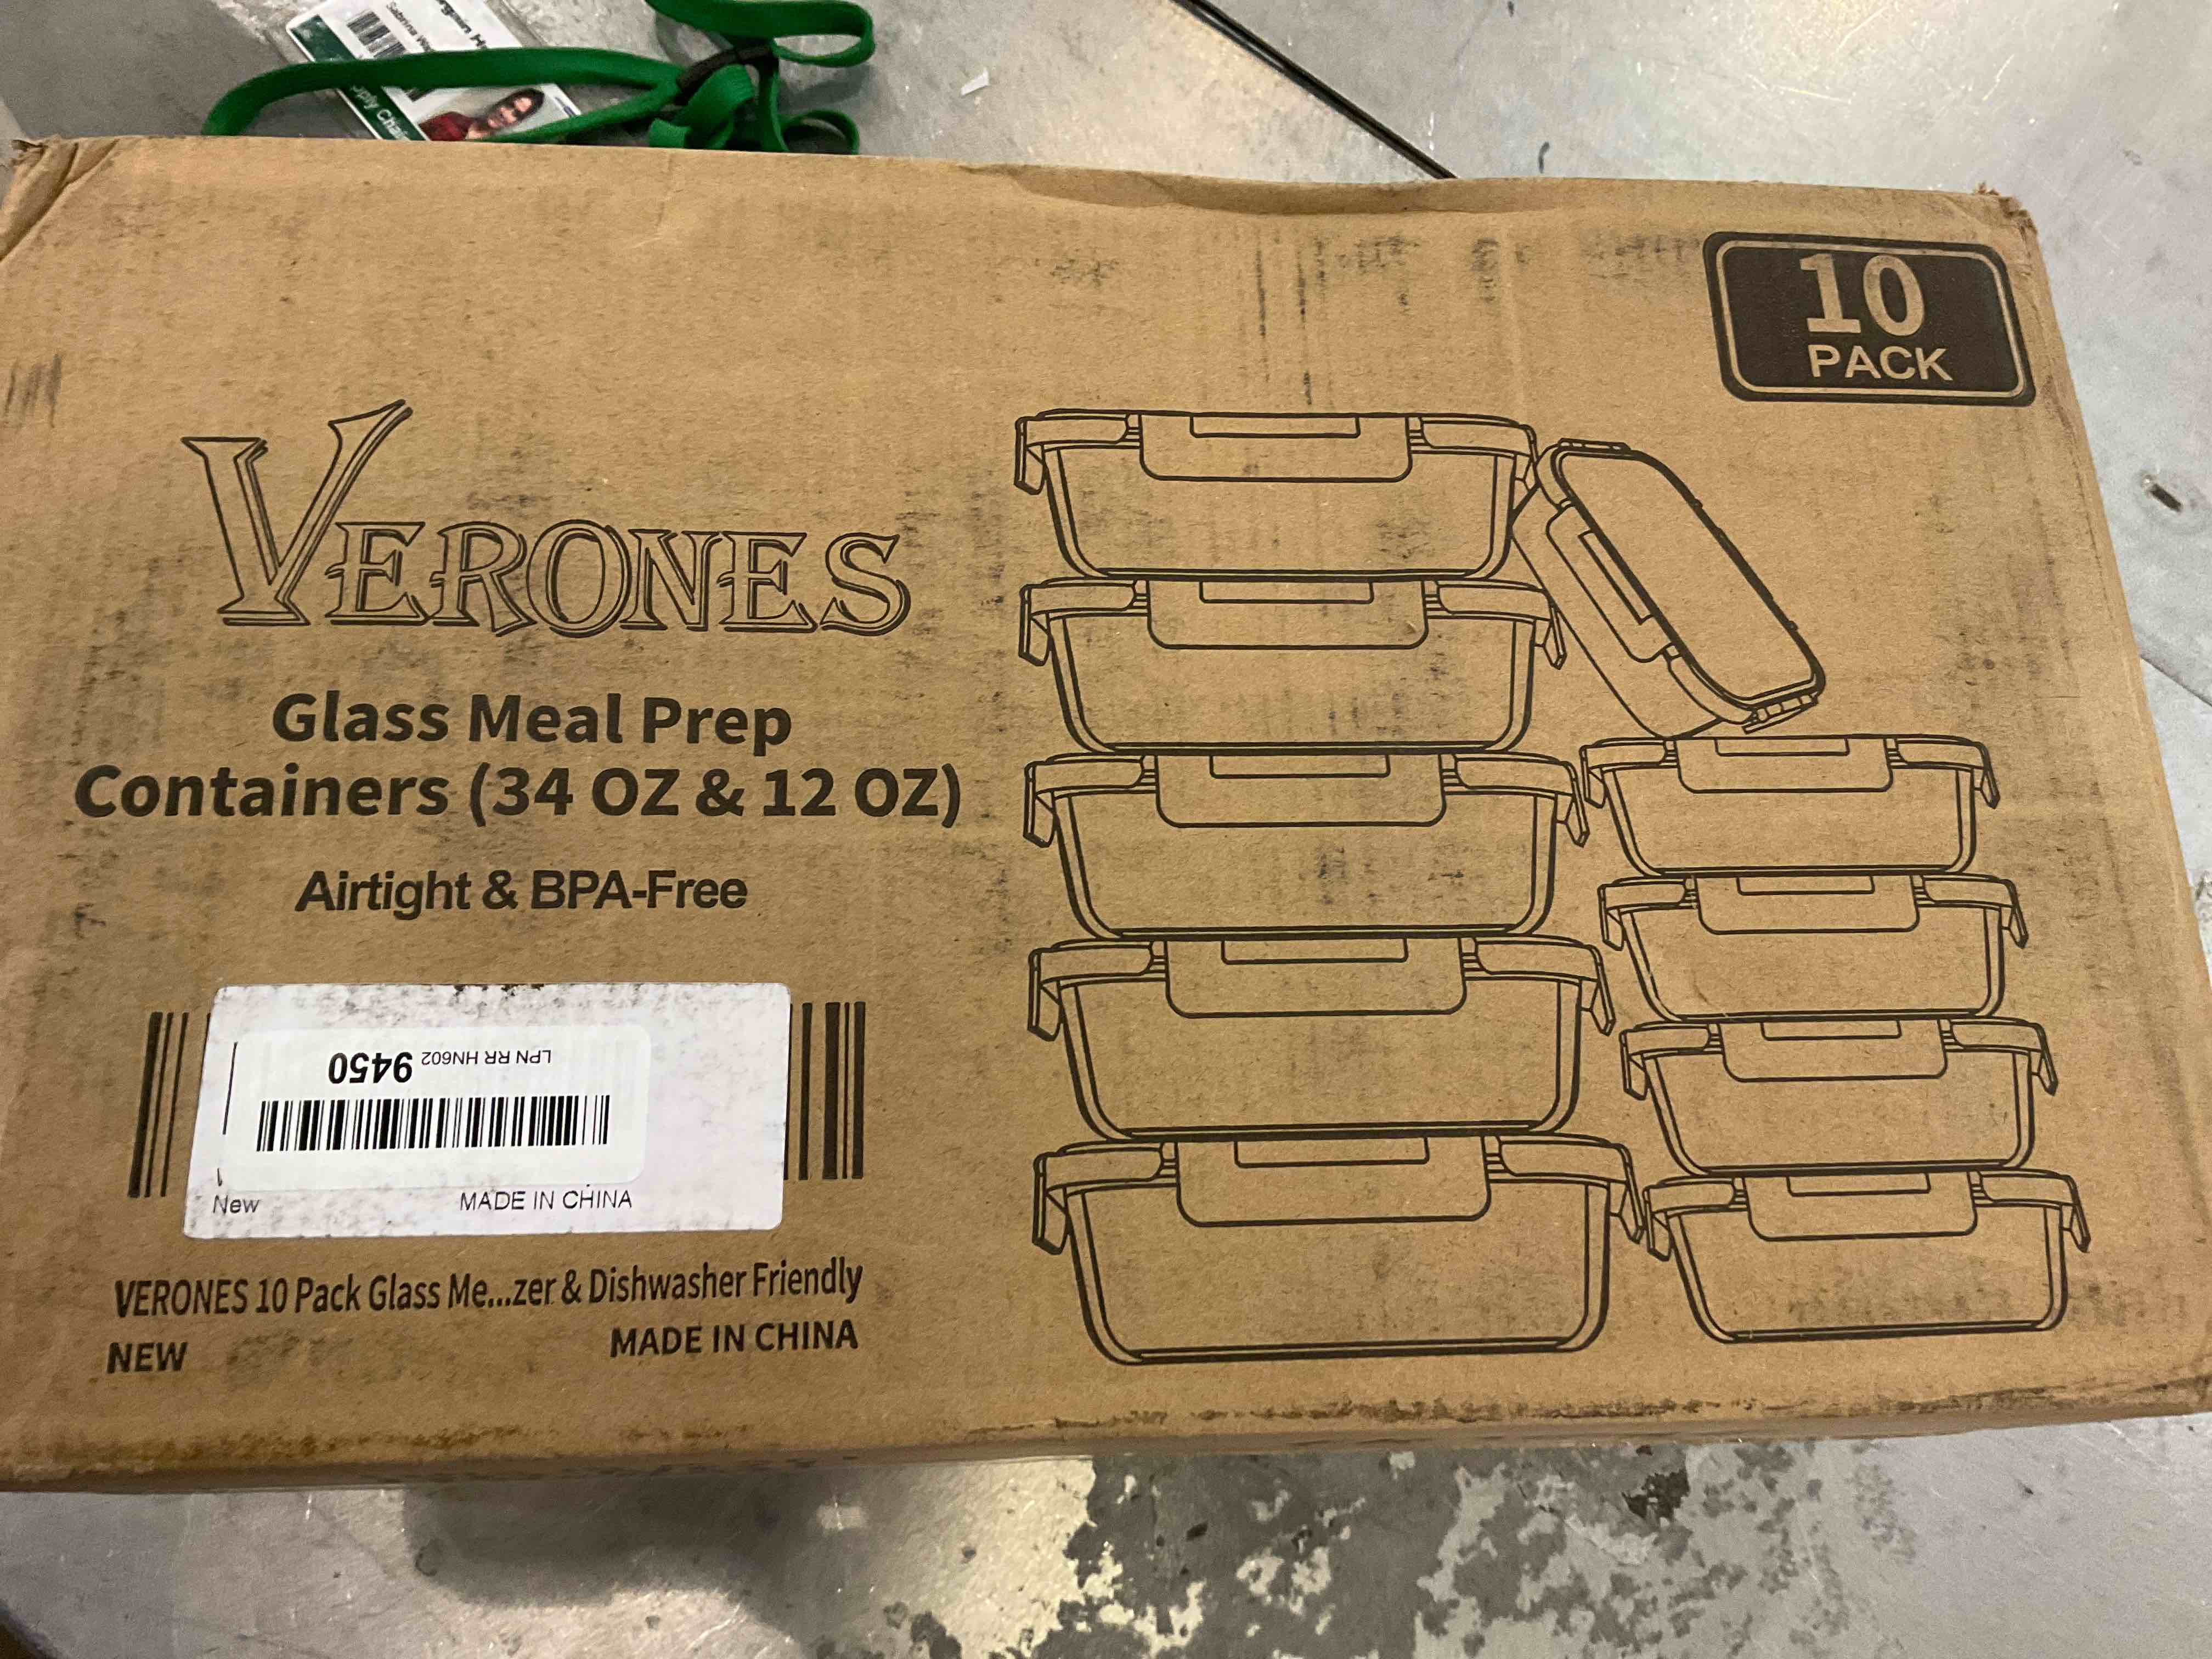 Sabrina
10
PACK
VERONES
Glass Meal Prep
Containers (34 OZ & 12 OZ)
Airtight & BPA-Free
LPN RR HN602 9450
New MADE IN CHINA
VERONES 10 Pack Glass Me...zer & Dishwasher Friendly
NEW MADE IN CHINA